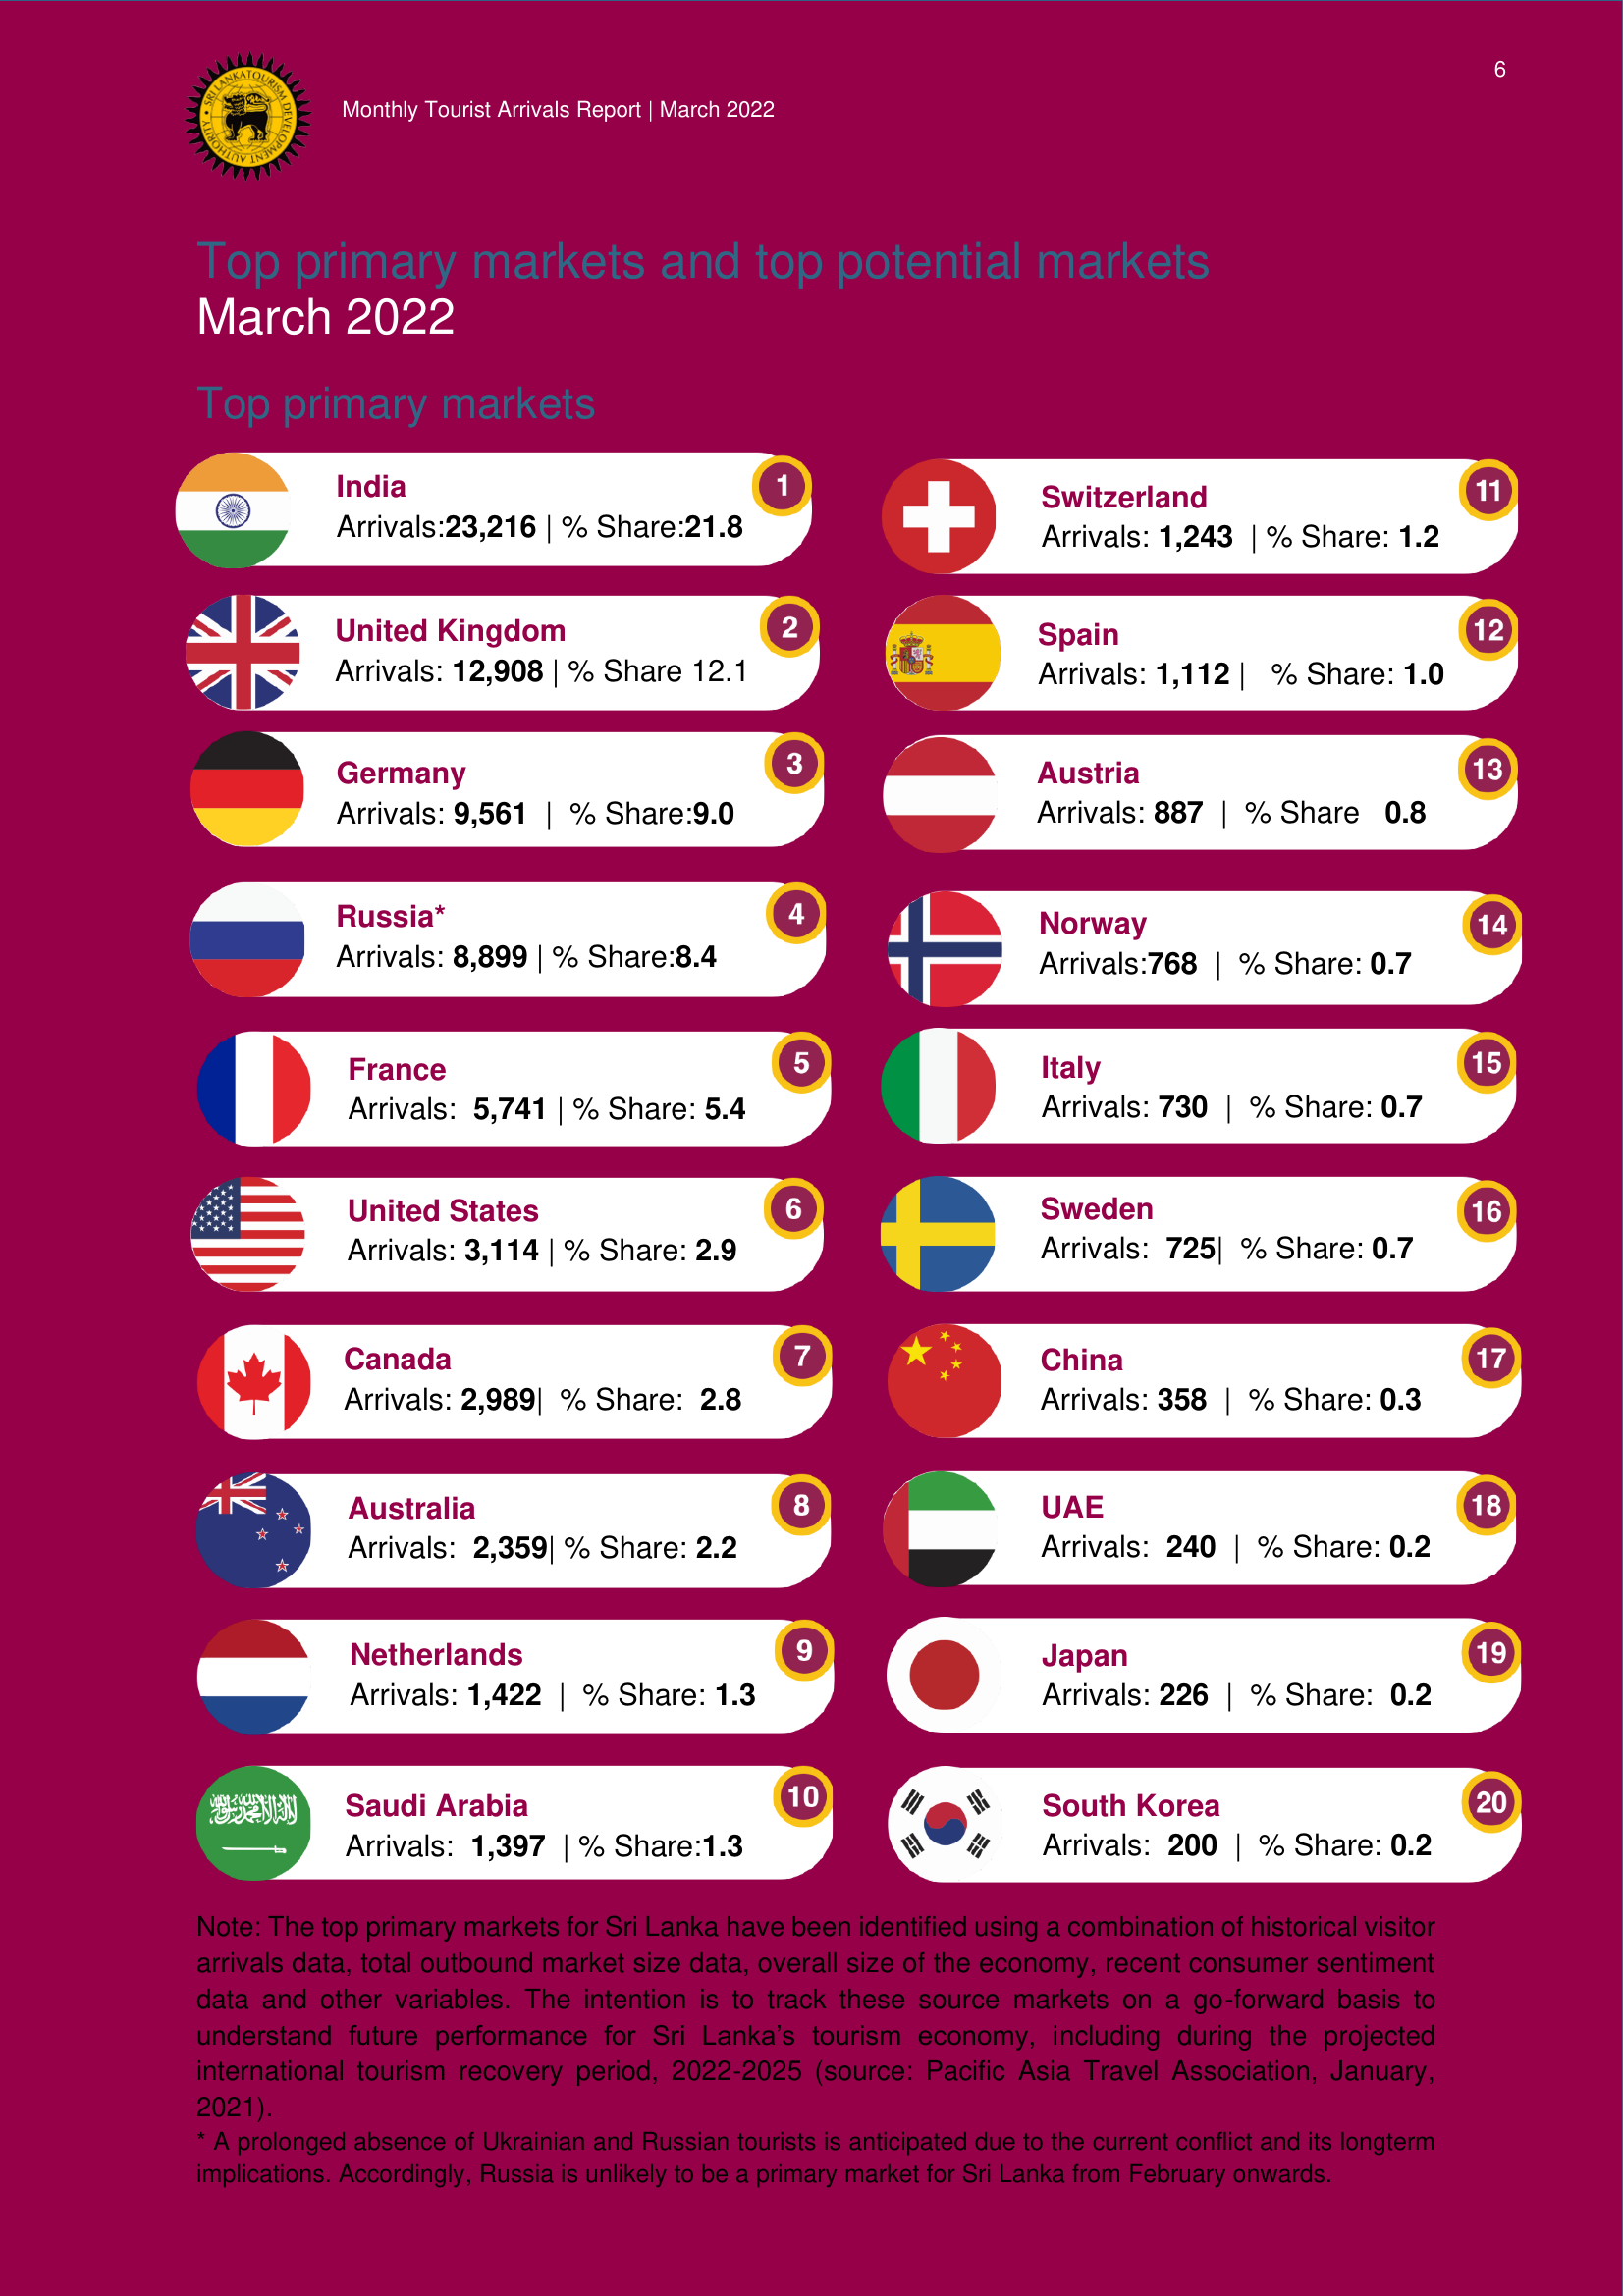 6
SRI LANKA TOURISM DEVELOPMENT AUTHORITY
Monthly Tourist Arrivals Report | March 2022
Top primary markets and top potential markets
March 2022
Top primary markets
India
Arrivals:23,216 | % Share:21.8
1
United Kingdom
Arrivals: 12,908 | % Share 12.1
2
Germany
Arrivals: 9,561 | % Share:9.0
3
Russia*
Arrivals: 8,899 | % Share:8.4
4
France
Arrivals: 5,741 | % Share: 5.4
5
United States
Arrivals: 3,114 | % Share: 2.9
6
Canada
Arrivals: 2,989| % Share: 2.8
7
Australia
Arrivals: 2,359| % Share: 2.2
8
Netherlands
Arrivals: 1,422 | % Share: 1.3
9
Saudi Arabia
Arrivals: 1,397 | % Share:1.3
10
Switzerland
Arrivals: 1,243 | % Share: 1.2
11
Spain
Arrivals: 1,112 | % Share: 1.0
12
Austria
Arrivals: 887 | % Share 0.8
13
Norway
Arrivals:768 | % Share: 0.7
14
Italy
Arrivals: 730 | % Share: 0.7
15
Sweden
Arrivals: 725| % Share: 0.7
16
China
Arrivals: 358 | % Share: 0.3
17
UAE
Arrivals: 240 | % Share: 0.2
18
Japan
Arrivals: 226 | % Share: 0.2
19
South Korea
Arrivals: 200 | % Share: 0.2
20
Note: The top primary markets for Sri Lanka have been identified using a combination of historical visitor
arrivals data, total outbound market size data, overall size of the economy, recent consumer sentiment
data and other variables. The intention is to track these source markets on a go-forward basis to
understand future performance for Sri Lanka's tourism economy, including during the projected
international tourism recovery period, 2022-2025 (source: Pacific Asia Travel Association, January,
2021).
* A prolonged absence of Ukrainian and Russian tourists is anticipated due to the current conflict and its longterm
implications. Accordingly, Russia is unlikely to be a primary market for Sri Lanka from February onwards.